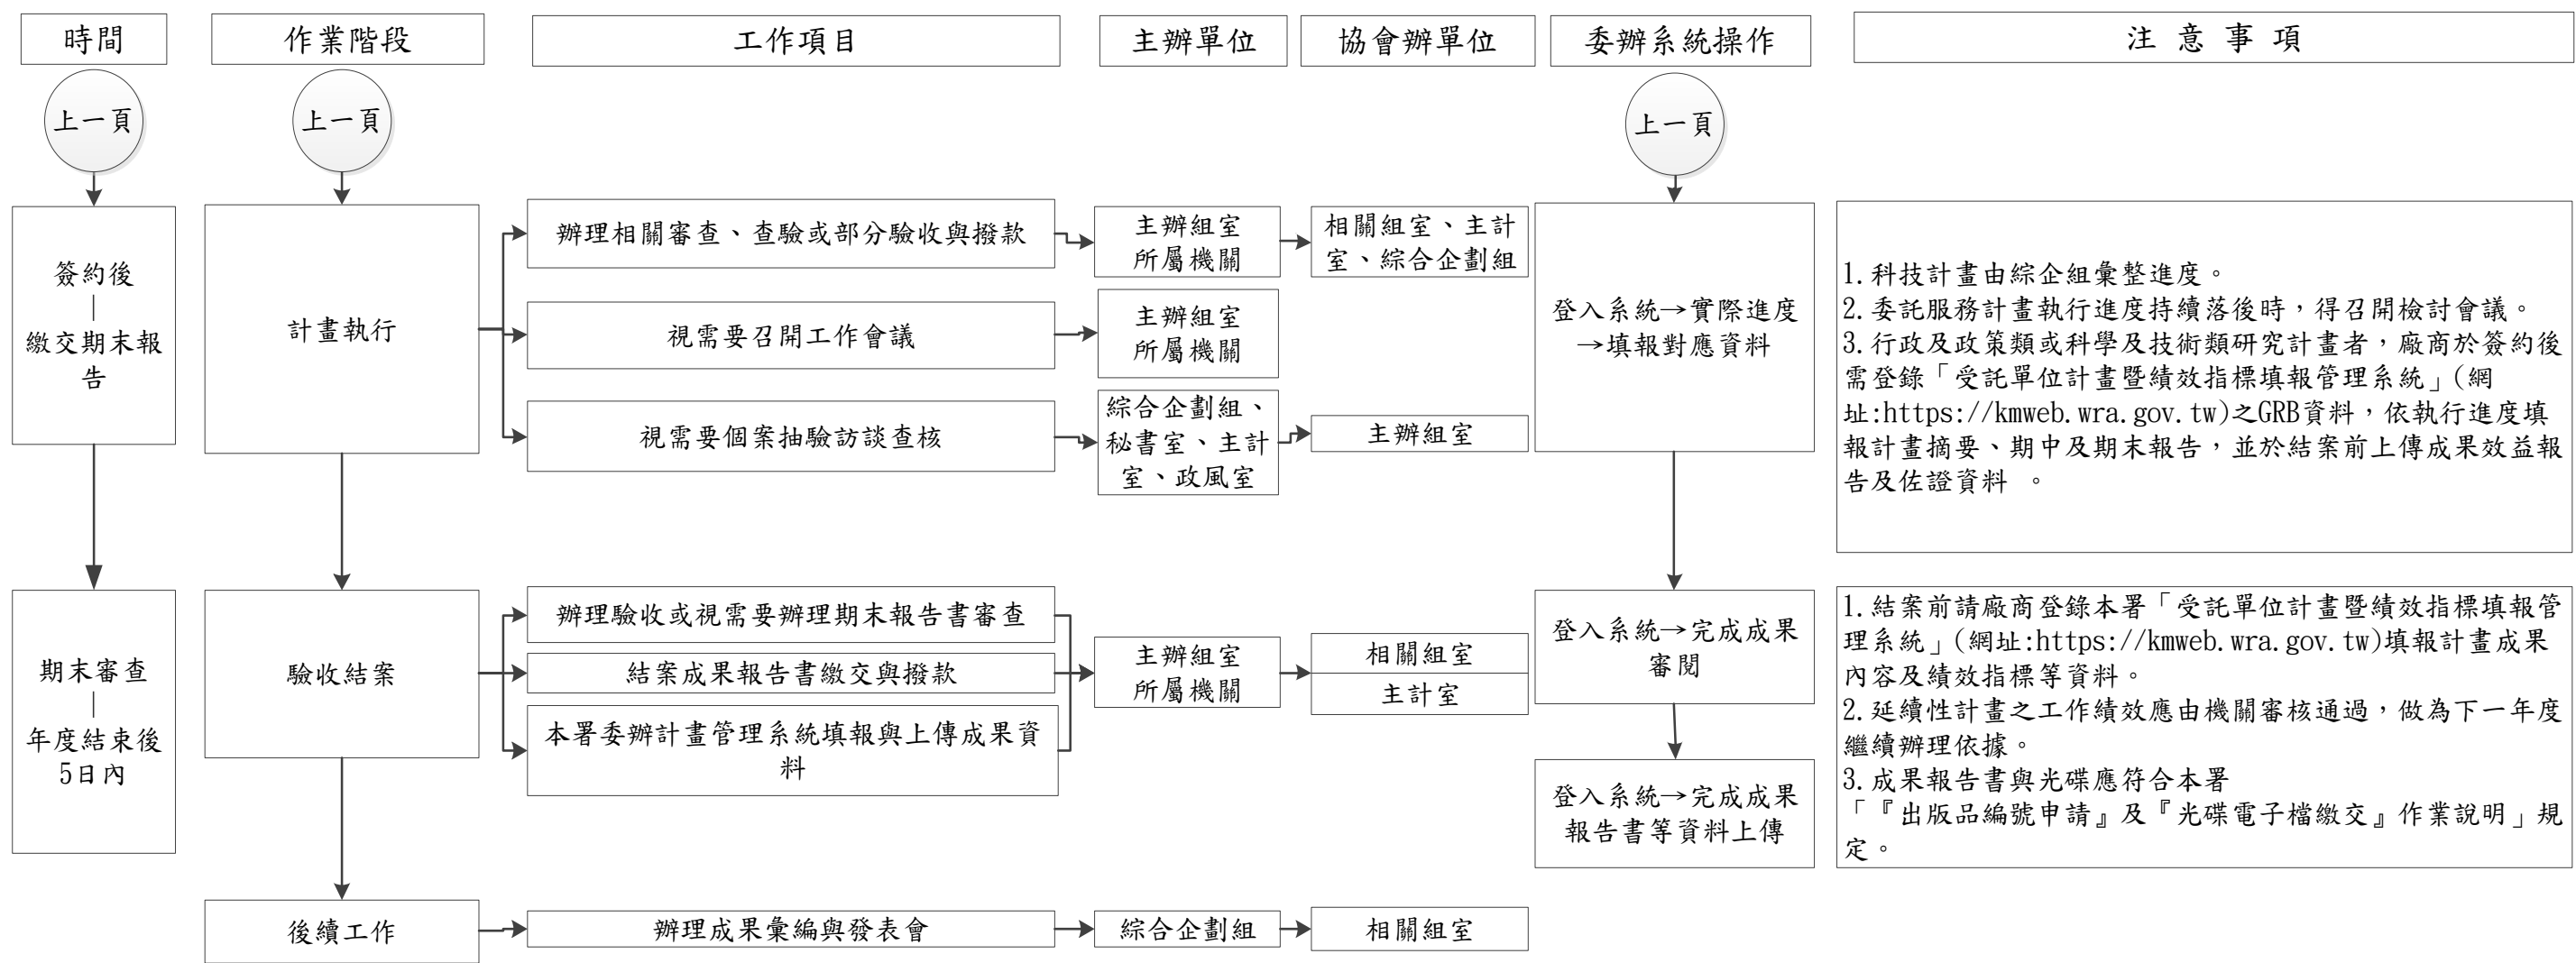 時間
作業階段
工作項目
主辦單位
協會辦單位
委辦系統操作
注 意 事 項
上一頁
上一頁
上一頁
簽約後
｜
繳交期末報
告
計畫執行
辦理相關審查、查驗或部分驗收與撥款
主辦組室
所屬機關
相關組室、主計
室、綜合企劃組
視需要召開工作會議
主辦組室
所屬機關
視需要個案抽驗訪談查核
綜合企劃組、
秘書室、主計
室、政風室
主辦組室
登入系統→實際進度
→填報對應資料
1.科技計畫由綜企組彙整進度。
2.委託服務計畫執行進度持續落後時，得召開檢討會議。
3.行政及政策類或科學及技術類研究計畫者，廠商於簽約後
需登錄「受託單位計畫暨績效指標填報管理系統」(網
址:https://kmweb.wra.gov.tw)之GRB資料，依執行進度填
報計畫摘要、期中及期末報告，並於結案前上傳成果效益報
告及佐證資料 。
期末審查
｜
年度結束後
5日內
驗收結案
辦理驗收或視需要辦理期末報告書審查
結案成果報告書繳交與撥款
本署委辦計畫管理系統填報與上傳成果資
料
主辦組室
所屬機關
相關組室
主計室
登入系統→完成成果
審閱
登入系統→完成成果
報告書等資料上傳
1.結案前請廠商登錄本署「受託單位計畫暨績效指標填報管
理系統」(網址:https://kmweb.wra.gov.tw)填報計畫成果
內容及績效指標等資料。
2.延續性計畫之工作績效應由機關審核通過，做為下一年度
繼續辦理依據。
3.成果報告書與光碟應符合本署
「『出版品編號申請』及『光碟電子檔繳交』作業說明」規
定。
後續工作
辦理成果彙編與發表會
綜合企劃組
相關組室